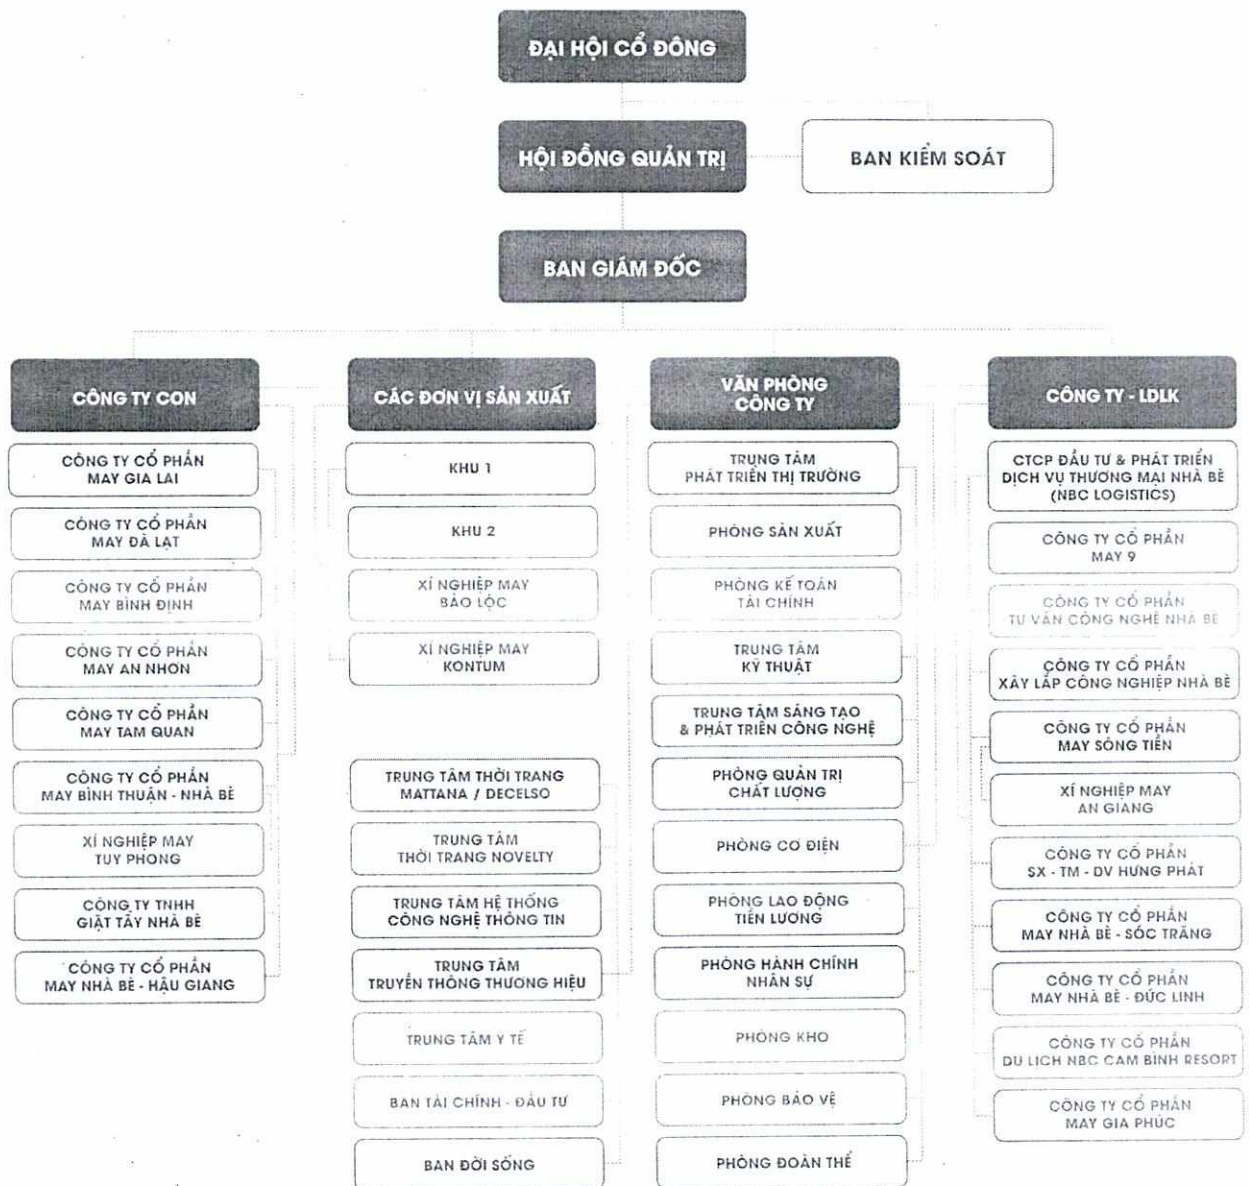 ĐẠI HỘI CỔ ĐÔNG
HỘI ĐỒNG QUẢN TRỊ
BAN KIỂM SOÁT
BAN GIÁM ĐỐC
CÔNG TY CON
CÔNG TY CỔ PHẦN
MAY GIA LAI
CÔNG TY CỔ PHẦN
MAY ĐÀ LẠT
CÔNG TY CỔ PHẦN
MAY BÌNH ĐỊNH
CÔNG TY CỔ PHẦN
MAY AN NHƠN
CÔNG TY CỔ PHẦN
MAY TAM QUAN
CÔNG TY CỔ PHẦN
MAY BÌNH THUẬN - NHÀ BÈ
XÍ NGHIỆP MAY
TUY PHONG
CÔNG TY TNHH
GIẶT TẨY NHÀ BÈ
CÔNG TY CỔ PHẦN
MAY NHÀ BÈ - HẬU GIANG
CÁC ĐƠN VỊ SẢN XUẤT
KHU 1
KHU 2
XÍ NGHIỆP MAY
BẢO LỘC
XÍ NGHIỆP MAY
KONTUM
TRUNG TÂM THỜI TRANG
MATTANA / DECELSO
TRUNG TÂM
THỜI TRANG NOVELTY
TRUNG TÂM HỆ THỐNG
CÔNG NGHỆ THÔNG TIN
TRUNG TÂM
TRUYỀN THÔNG THƯƠNG HIỆU
TRUNG TÂM Y TẾ
BAN TÀI CHÍNH - ĐẦU TƯ
BAN ĐỜI SỐNG
VĂN PHÒNG
CÔNG TY
TRUNG TÂM
PHÁT TRIỂN THỊ TRƯỜNG
PHÒNG SẢN XUẤT
PHÒNG KẾ TOÁN
TÀI CHÍNH
TRUNG TÂM
KỸ THUẬT
TRUNG TÂM SÁNG TẠO
& PHÁT TRIỂN CÔNG NGHỆ
PHÒNG QUẢN TRỊ
CHẤT LƯỢNG
PHÒNG CƠ ĐIỆN
PHÒNG LAO ĐỘNG
TIỀN LƯƠNG
PHÒNG HÀNH CHÍNH
NHÂN SỰ
PHÒNG KHO
PHÒNG BẢO VỆ
PHÒNG ĐOÀN THỂ
CÔNG TY - LDLK
CTCP ĐẦU TƯ & PHÁT TRIỂN
DỊCH VỤ THƯƠNG MẠI NHÀ BÈ
(NBC LOGISTICS)
CÔNG TY CỔ PHẦN
MAY 9
CÔNG TY CỔ PHẦN
TƯ VẤN CÔNG NGHỆ NHÀ BÈ
CÔNG TY CỔ PHẦN
XÂY LẮP CÔNG NGHIỆP NHÀ BÈ
CÔNG TY CỔ PHẦN
MAY SÔNG TIỀN
XÍ NGHIỆP MAY
AN GIANG
CÔNG TY CỔ PHẦN
SX - TM - DV HƯNG PHÁT
CÔNG TY CỔ PHẦN
MAY NHÀ BÈ - SÓC TRĂNG
CÔNG TY CỔ PHẦN
MAY NHÀ BÈ - ĐỨC LINH
CÔNG TY CỔ PHẦN
DU LỊCH NBC CAM BÌNH RESORT
CÔNG TY CỔ PHẦN
MAY GIA PHÚC